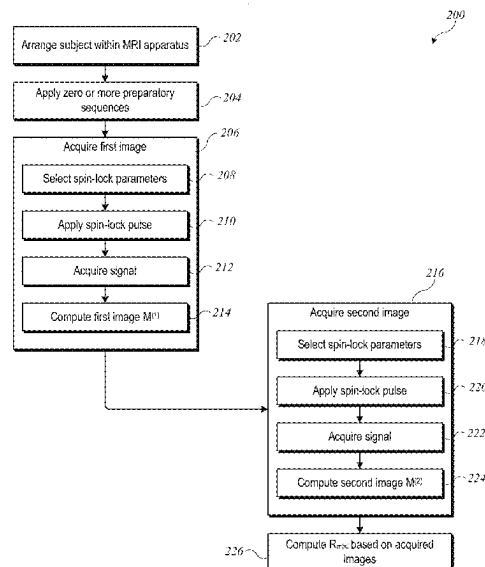 200
Arrange subject within MRI apparatus
202
Apply zero or more preparatory
sequences
204
206
Acquire first image
Select spin-lock parameters
208
Apply spin-lock pulse
210
Acquire signal
212
Compute first image M⁽¹⁾
214
216
Acquire second image
Select spin-lock parameters
218
Apply spin-lock pulse
220
Acquire signal
222
Compute second image M⁽²⁾
224
226
Compute based on acquired
images